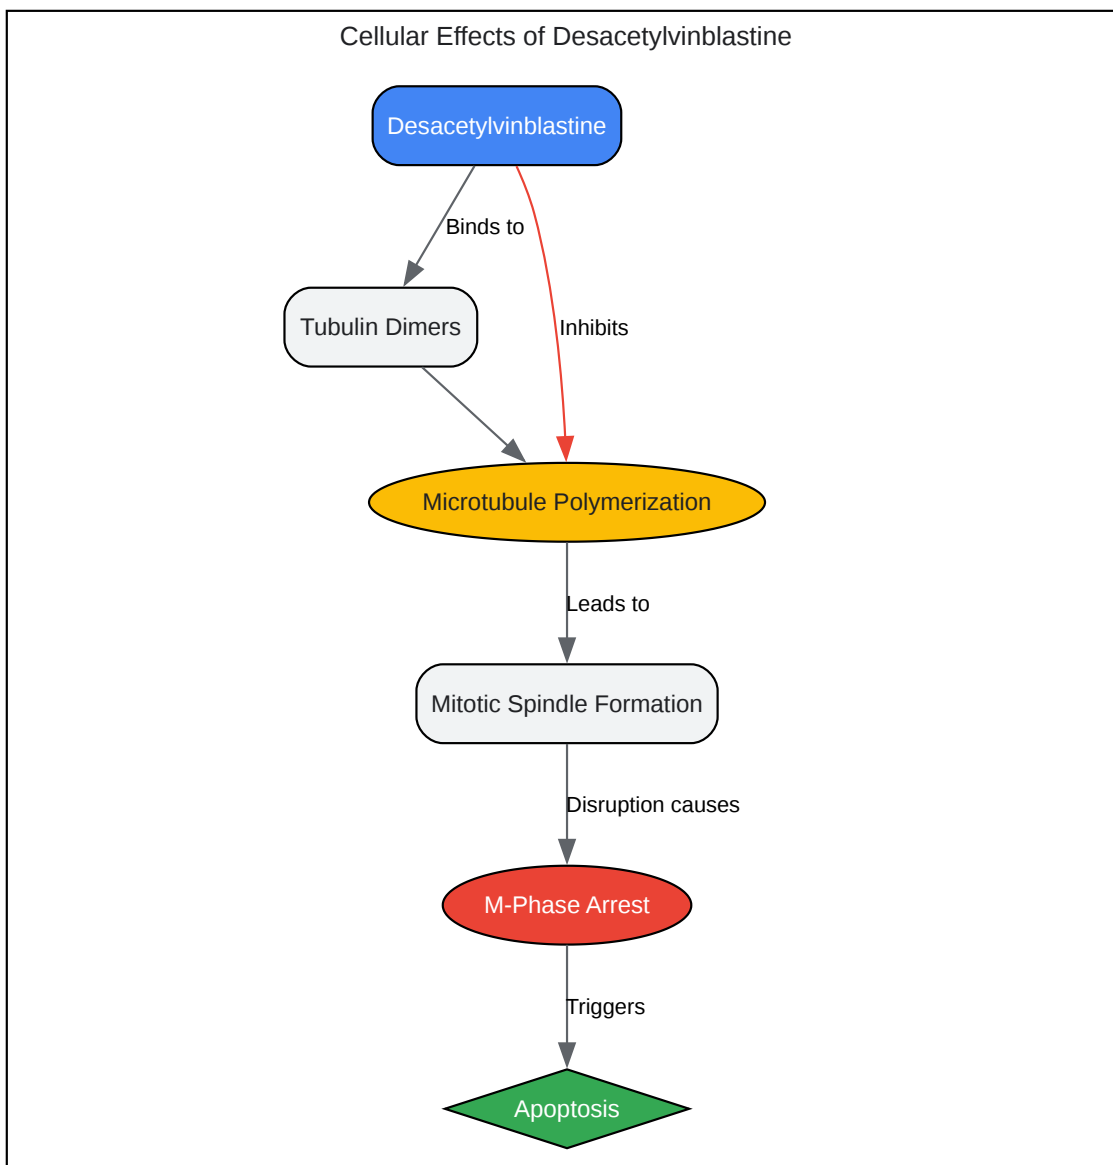 Cellular Effects of Desacetylvinblastine
Desacetylvinblastine
Binds to
Tubulin Dimers
Inhibits
Microtubule Polymerization
Leads to
Mitotic Spindle Formation
Disruption causes
M-Phase Arrest
Triggers
Apoptosis